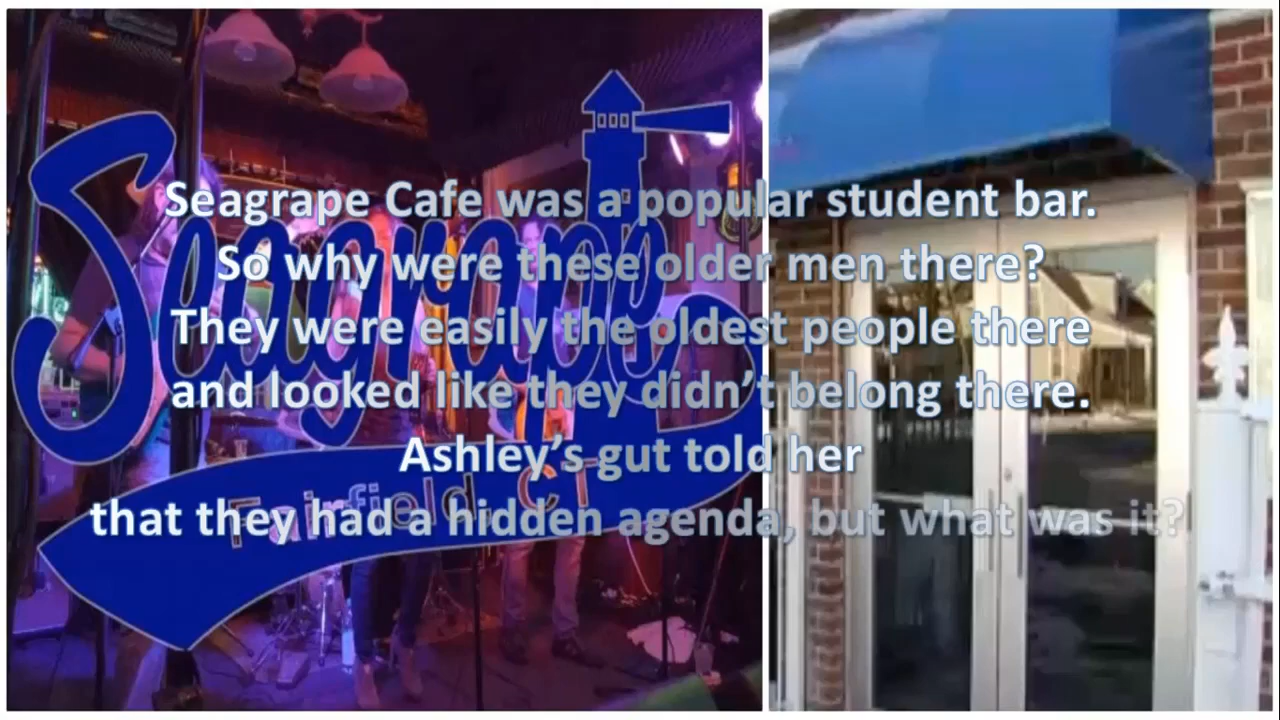 Seagrape
Fairfield, CT
Seagrape Cafe was a popular student bar.
So why were these older men there?
They were easily the oldest people there
and looked like they didn’t belong there.
Ashley’s gut told her
that they had a hidden agenda, but what was it?